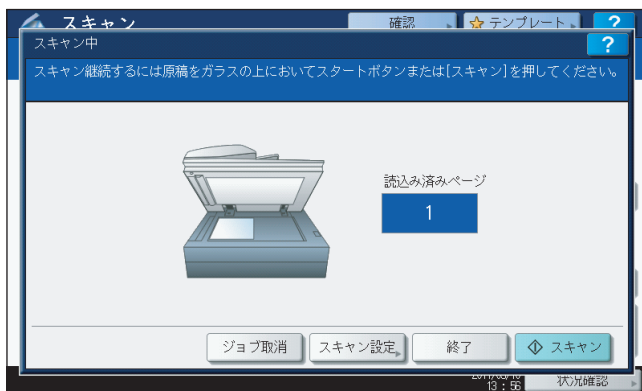 スキャン
確認
テンプレート
?
スキャン中
?
スキャン継続するには原稿をガラスの上においてスタートボタンまたは[スキャン]を押してください。
読込み済みページ
1
ジョブ取消
スキャン設定
終了
スキャン
13:56
状況確認